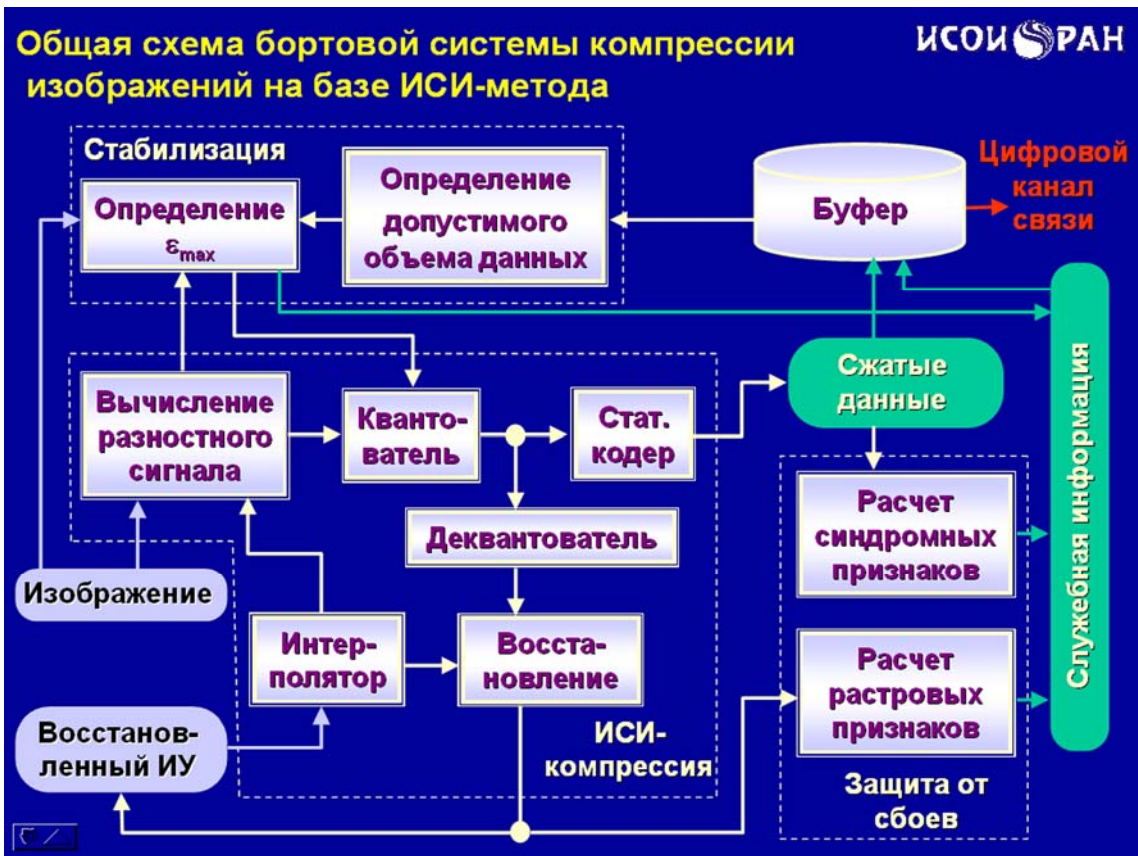 Общая схема бортовой системы компрессии
изображений на базе ИСИ-метода
ИСОИ РАН
Стабилизация
Определение
εmax
Определение
допустимого
объема данных
Буфер
Цифровой
канал
связи
Вычисление
разностного
сигнала
Кванто-
ватель
Стат.
кодер
Сжатые
данные
Служебная информация
Деквантователь
Расчет
синдромных
признаков
Изображение
Интер-
полятор
Восста-
новление
Расчет
растровых
признаков
Восстанов-
ленный ИУ
ИСИ-
компрессия
Защита от
сбоев